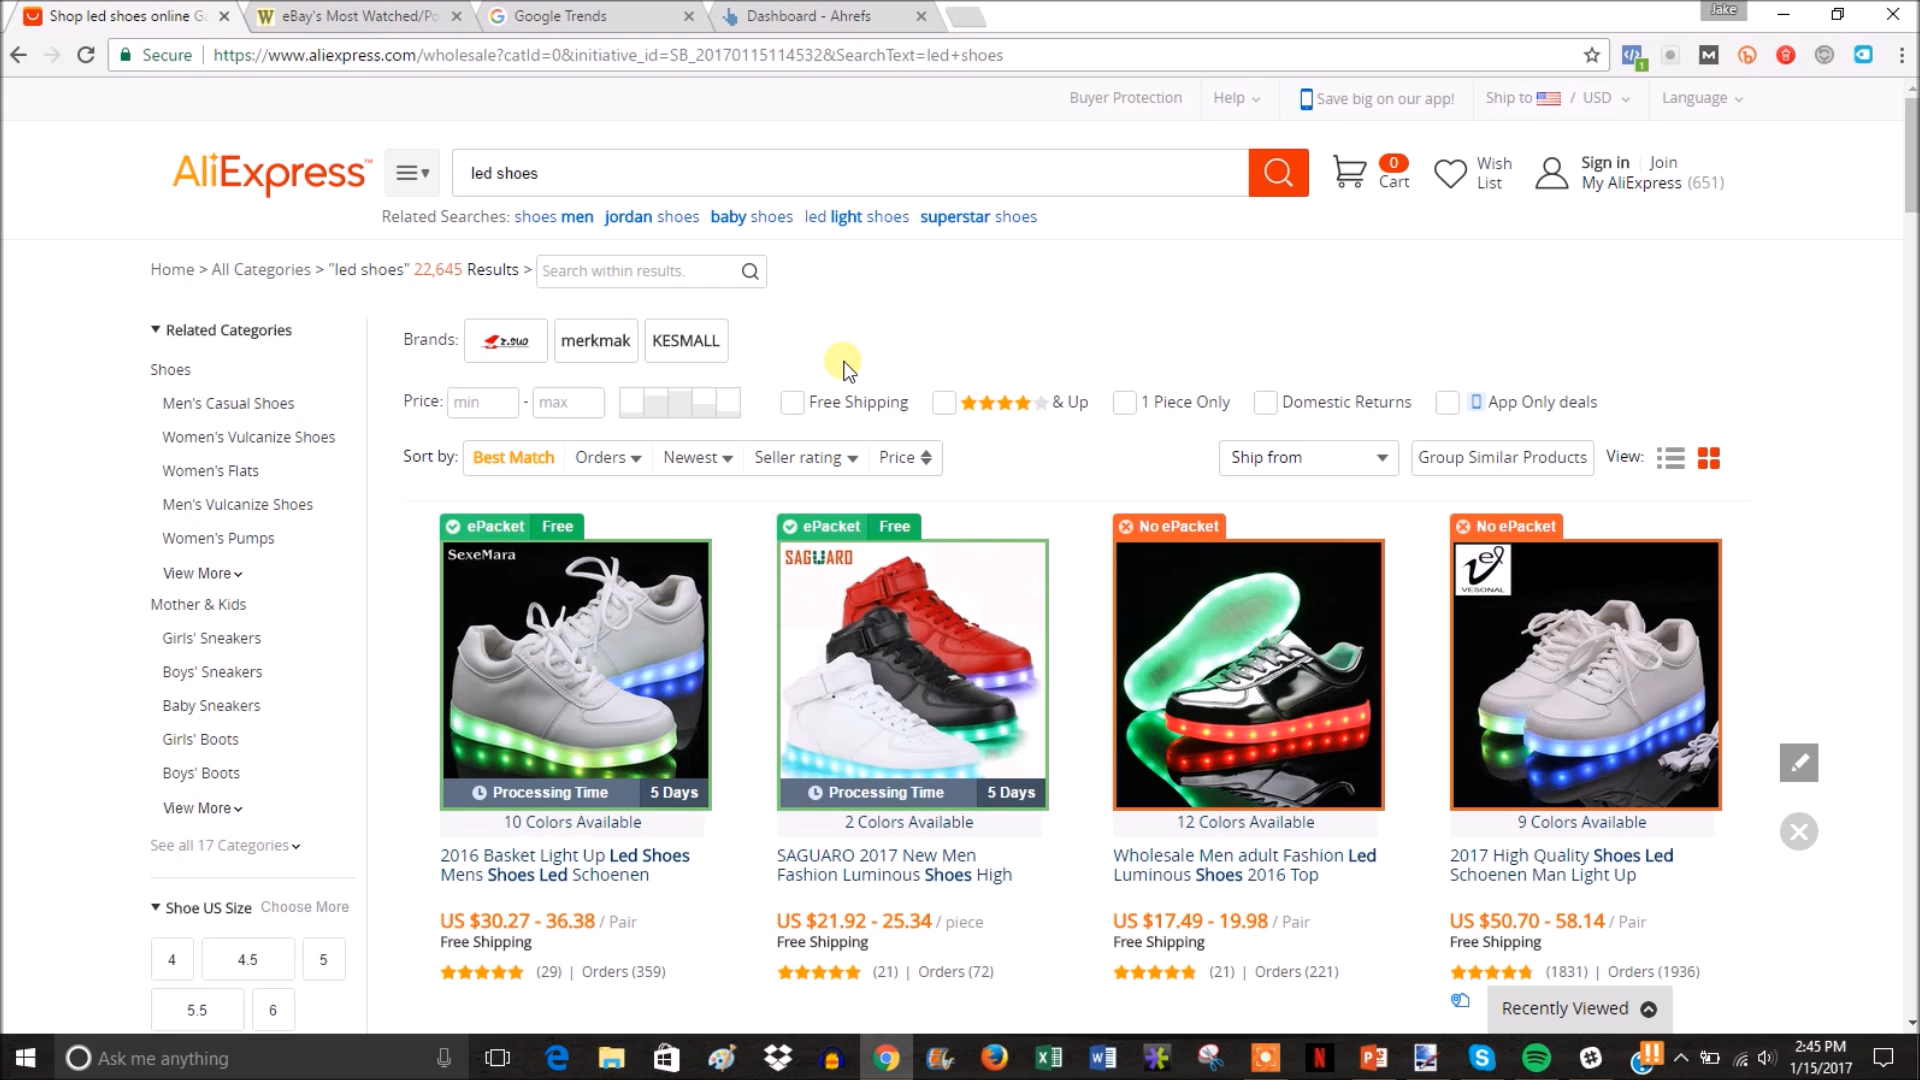 Shop led shoes online Ga
eBay's Most Watched/Po
Google Trends
Dashboard - Ahrefs
Jake
Secure https://www.aliexpress.com/wholesale?catId=0&initiative_id=SB_20170115114532&SearchText=led+shoes
Buyer Protection Help Save big on our app! Ship to / USD Language
AliExpress™
led shoes
0
Cart
Wish
List
Sign in Join
My AliExpress (651)
Related Searches: shoes men jordan shoes baby shoes led light shoes superstar shoes
Home > All Categories > "led shoes" 22,645 Results > Search within results.
Related Categories
Shoes
Men's Casual Shoes
Women's Vulcanize Shoes
Women's Flats
Men's Vulcanize Shoes
Women's Pumps
View More
Mother & Kids
Girls' Sneakers
Boys' Sneakers
Baby Sneakers
Girls' Boots
Boys' Boots
View More
See all 17 Categories
Shoe US Size Choose More
4 4.5 5
5.5 6
Brands: r.suo merkmak KESMALL
Price: min - max Free Shipping & Up 1 Piece Only Domestic Returns App Only deals
Sort by: Best Match Orders Newest Seller rating Price Ship from Group Similar Products View:
ePacket Free
SexeMara
Processing Time 5 Days
10 Colors Available
2016 Basket Light Up Led Shoes
Mens Shoes Led Schoenen
US $30.27 - 36.38 / Pair
Free Shipping
(29) | Orders (359)
ePacket Free
SAGUARO
Processing Time 5 Days
2 Colors Available
SAGUARO 2017 New Men
Fashion Luminous Shoes High
US $21.92 - 25.34 / piece
Free Shipping
(21) | Orders (72)
No ePacket
12 Colors Available
Wholesale Men adult Fashion Led
Luminous Shoes 2016 Top
US $17.49 - 19.98 / Pair
Free Shipping
(21) | Orders (221)
No ePacket
VESONAL
9 Colors Available
2017 High Quality Shoes Led
Schoenen Man Light Up
US $50.70 - 58.14 / Pair
Free Shipping
(1831) | Orders (1936)
Recently Viewed
Ask me anything
2:45 PM
1/15/2017